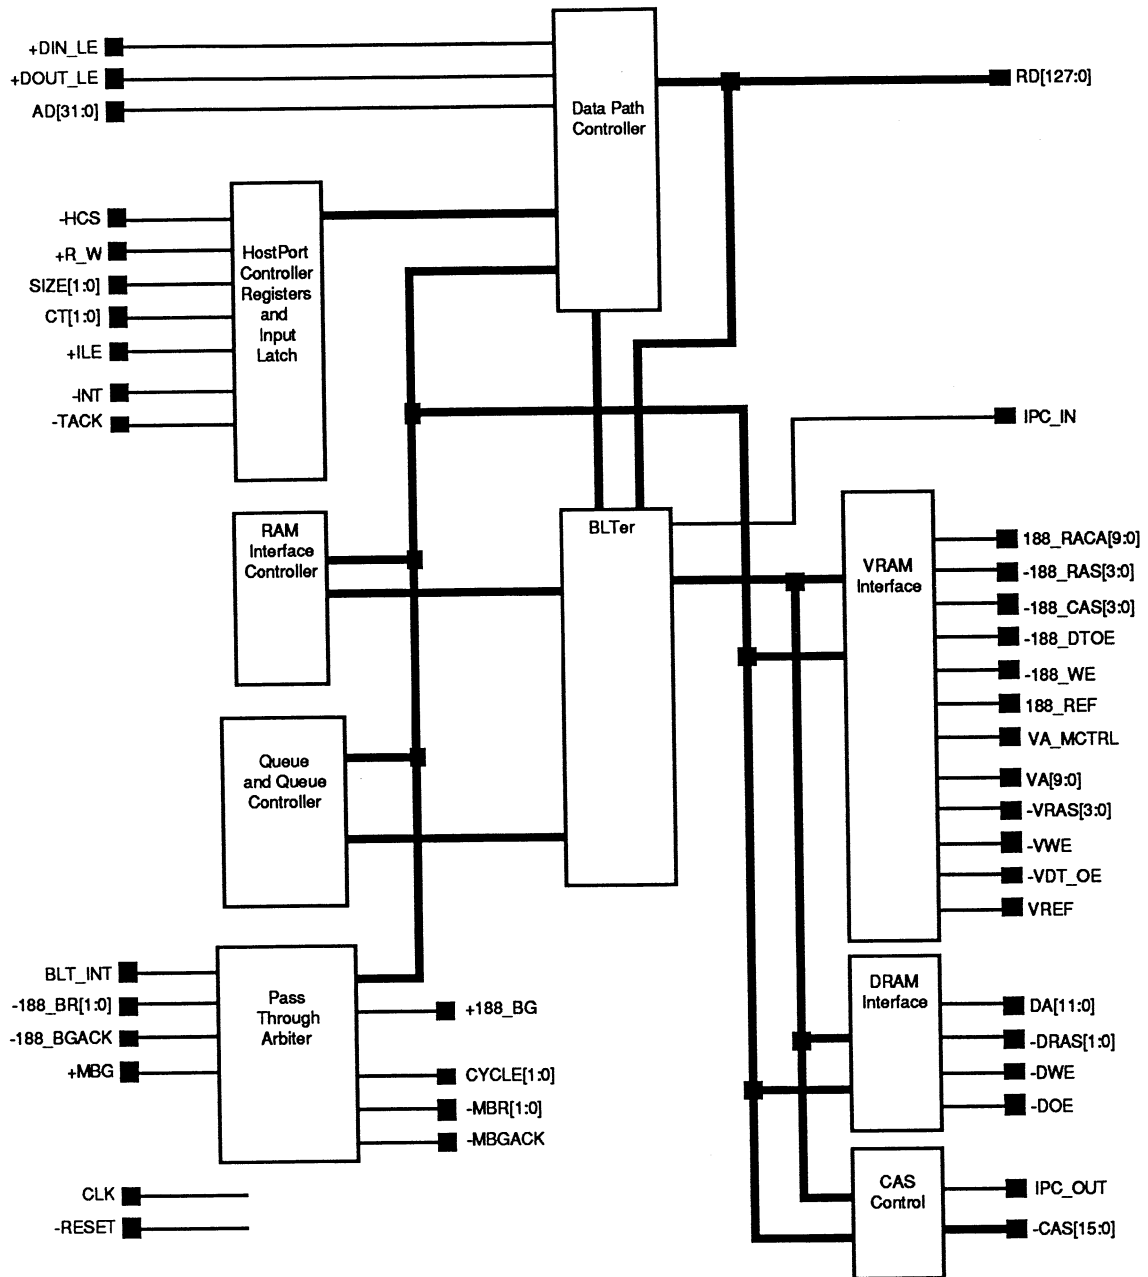 +DIN_LE
+DOUT_LE
AD[31:0]
Data Path
Controller
RD[127:0]
-HCS
+R_W
SIZE[1:0]
CT[1:0]
+ILE
-INT
-TACK
HostPort
Controller
Registers
and
Input
Latch
IPC_IN
RAM
Interface
Controller
BLTer
VRAM
Interface
188_RACA[9:0]
-188_RAS[3:0]
-188_CAS[3:0]
-188_DTOE
-188_WE
188_REF
VA_MCTRL
VA[9:0]
-VRAS[3:0]
-VWE
-VDT_OE
VREF
Queue
and Queue
Controller
BLT_INT
-188_BR[1:0]
-188_BGACK
+MBG
Pass
Through
Arbiter
+188_BG
CYCLE[1:0]
-MBR[1:0]
-MBGACK
DRAM
Interface
DA[11:0]
-DRAS[1:0]
-DWE
-DOE
CLK
-RESET
CAS
Control
IPC_OUT
-CAS[15:0]